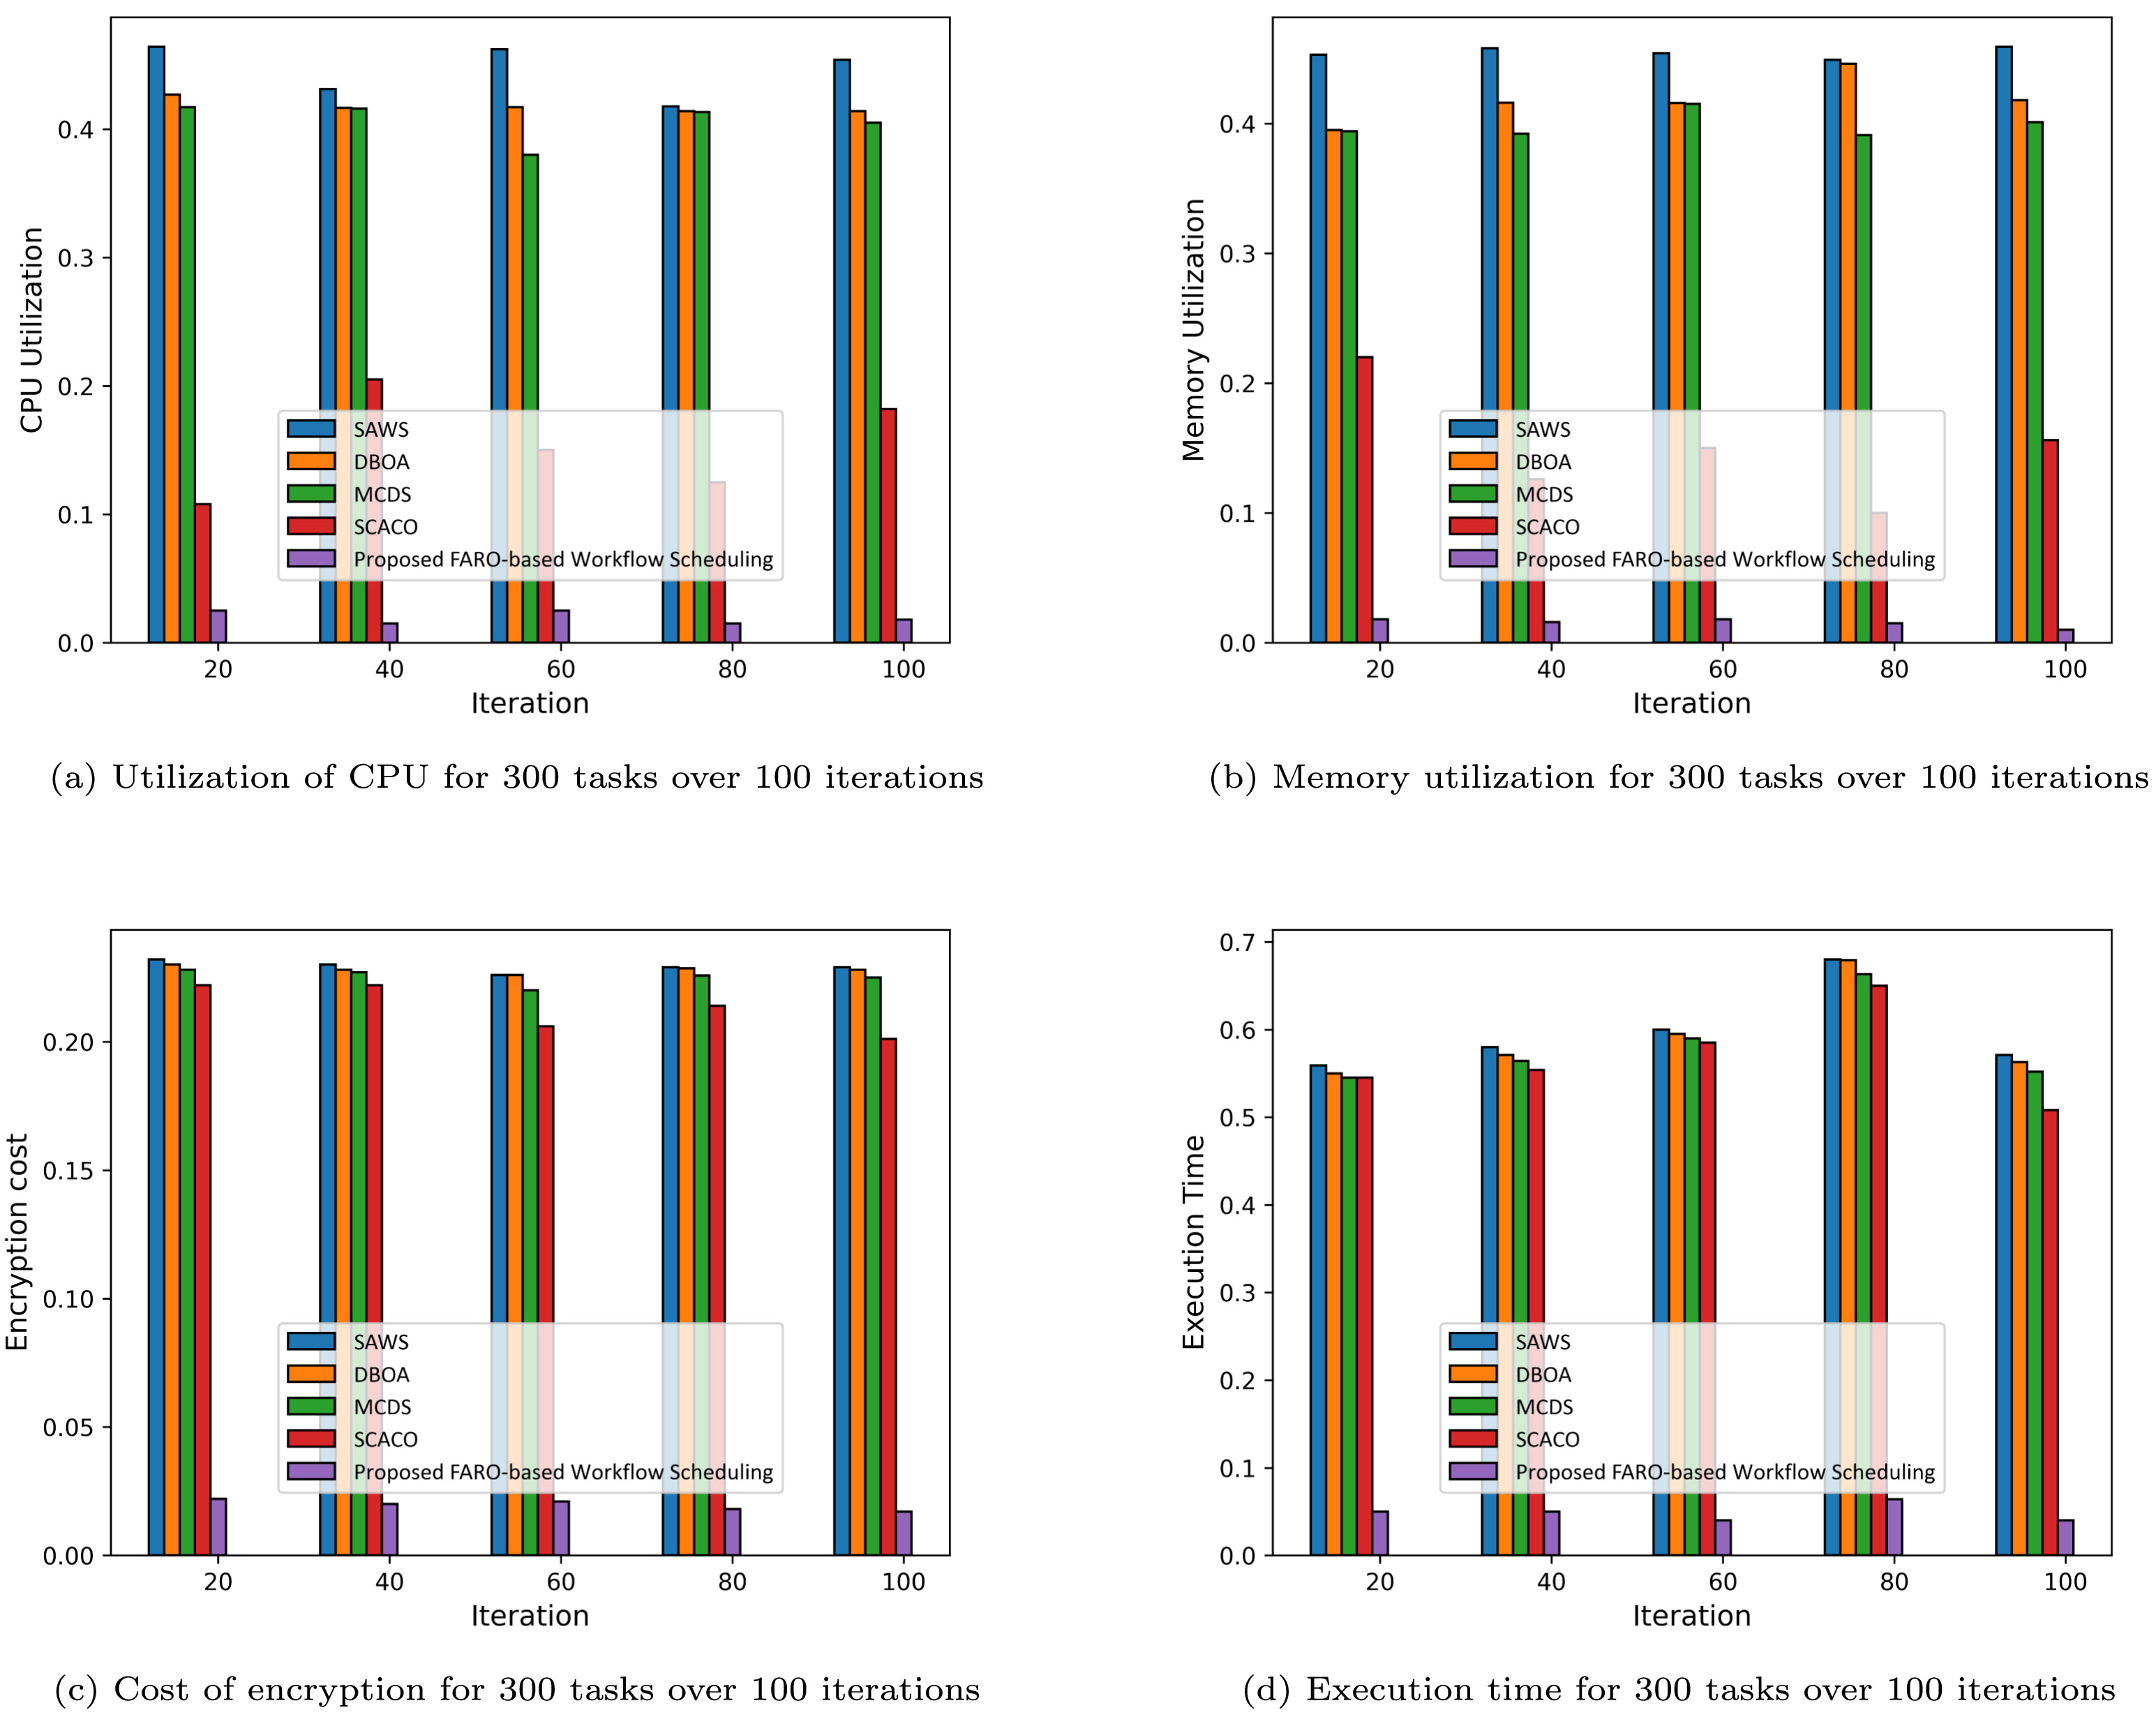 CPU Utilization
0.4
0.3
0.2
0.1
0.0
SAWS
DBOA
MCDS
SCACO
Proposed FARO-based Workflow Scheduling
20 40 60 80 100
Iteration
(a) Utilization of CPU for 300 tasks over 100 iterations
Memory Utilization
0.4
0.3
0.2
0.1
0.0
SAWS
DBOA
MCDS
SCACO
Proposed FARO-based Workflow Scheduling
20 40 60 80 100
Iteration
(b) Memory utilization for 300 tasks over 100 iterations
Encryption cost
0.20
0.15
0.10
0.05
0.00
SAWS
DBOA
MCDS
SCACO
Proposed FARO-based Workflow Scheduling
20 40 60 80 100
Iteration
(c) Cost of encryption for 300 tasks over 100 iterations
Execution Time
0.7
0.6
0.5
0.4
0.3
0.2
0.1
0.0
SAWS
DBOA
MCDS
SCACO
Proposed FARO-based Workflow Scheduling
20 40 60 80 100
Iteration
(d) Execution time for 300 tasks over 100 iterations